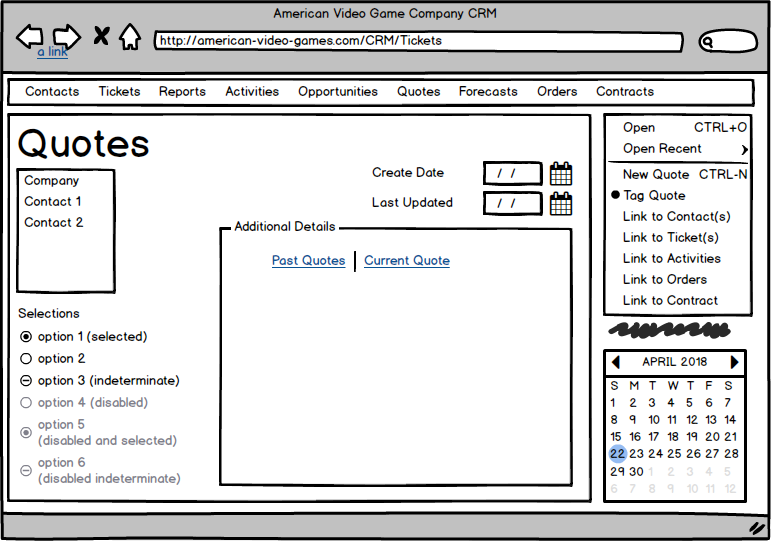 American Video Game Company CRM
a link
http://american-video-games.com/CRM/Tickets
Contacts Tickets Reports Activities Opportunities Quotes Forecasts Orders Contracts
Quotes
Company
Contact 1
Contact 2
Create Date / /
Last Updated / /
Additional Details
Past Quotes Current Quote
Selections
option 1 (selected)
option 2
option 3 (indeterminate)
option 4 (disabled)
option 5
(disabled and selected)
option 6
(disabled indeterminate)
Open CTRL+O
Open Recent
New Quote CTRL-N
Tag Quote
Link to Contact(s)
Link to Ticket(s)
Link to Activities
Link to Orders
Link to Contract
APRIL 2018
S M T W T F S
1 2 3 4 5 6 7
8 9 10 11 12 13 14
15 16 17 18 19 20 21
22 23 24 25 26 27 28
29 30 1 2 3 4 5
6 7 8 9 10 11 12